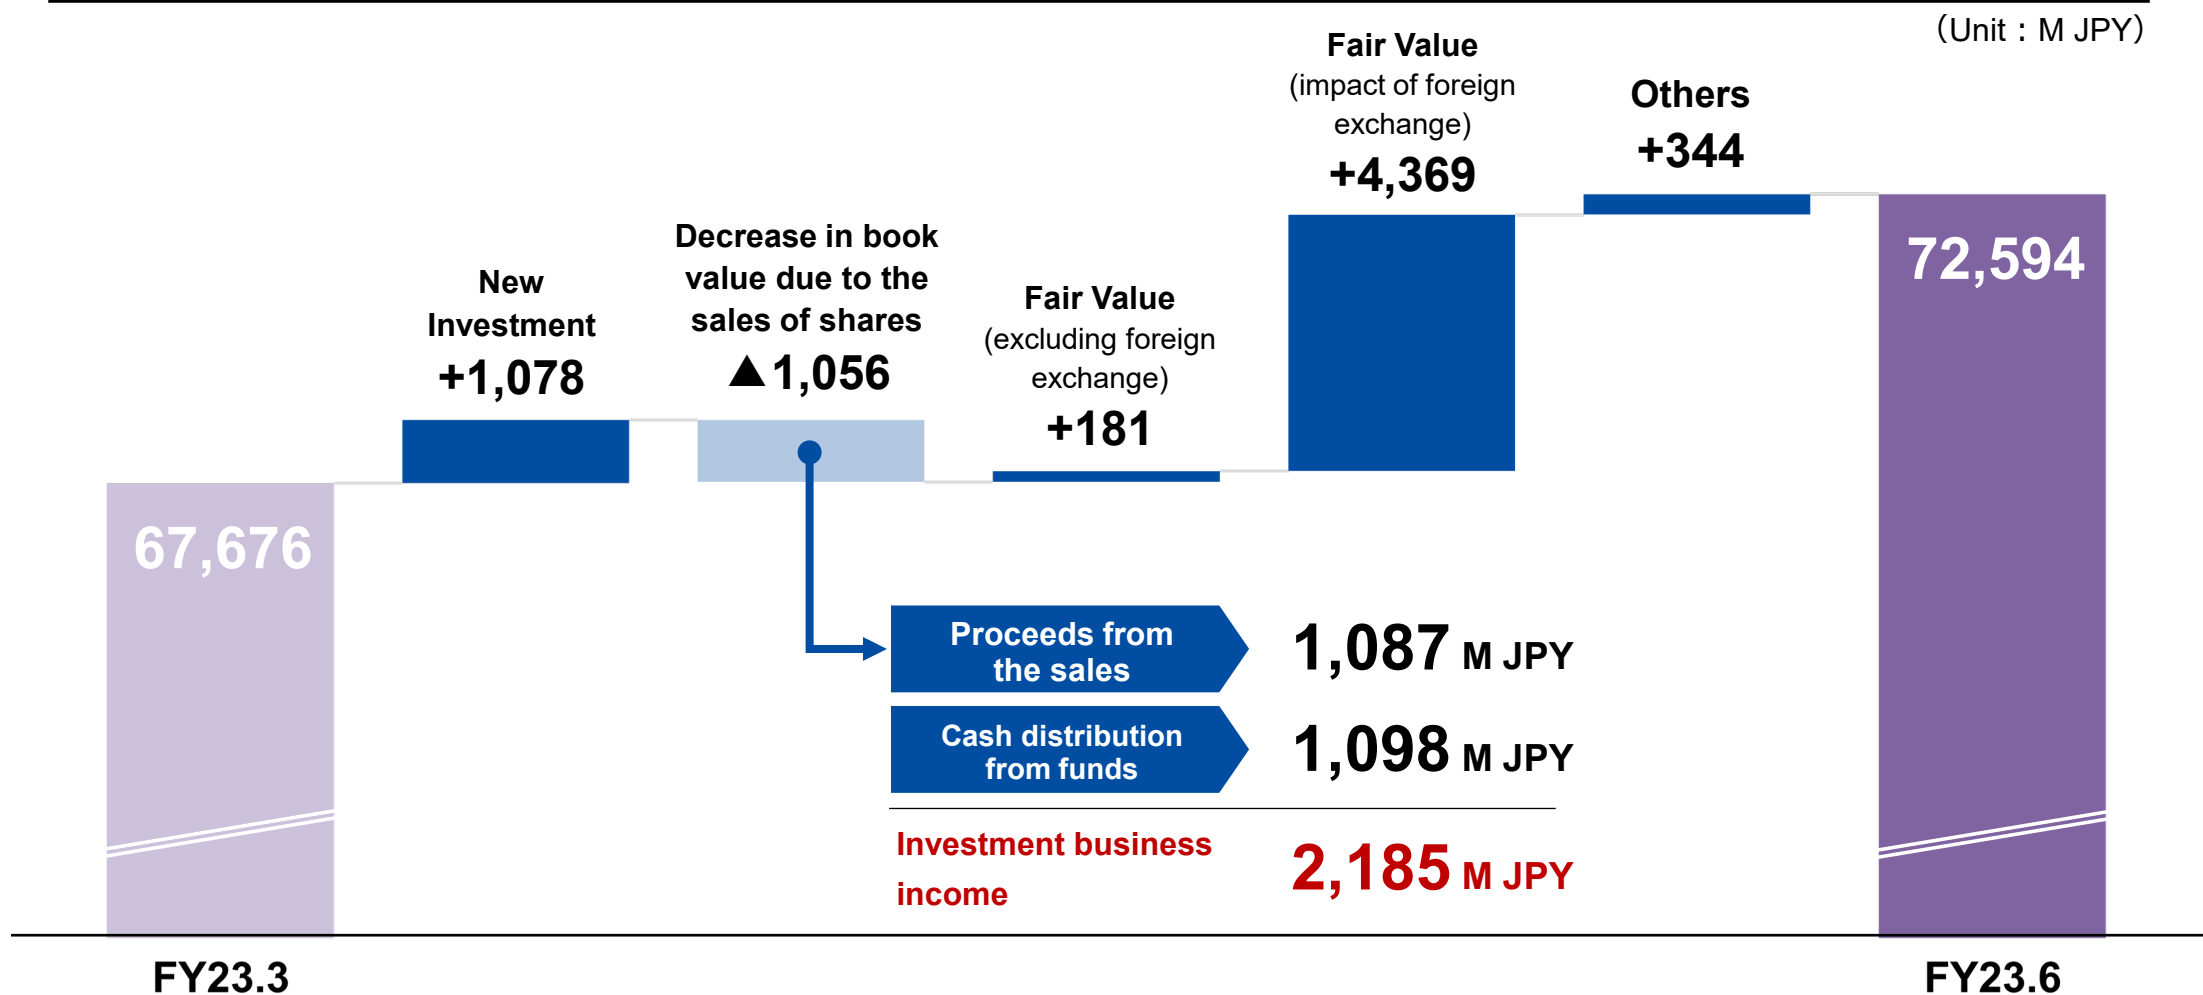 （Unit：M JPY）
67,676
New
Investment
+1,078
Decrease in book
value due to the
sales of shares
▲1,056
Fair Value
(excluding foreign
exchange)
+181
Fair Value
(impact of foreign
exchange)
+4,369
Others
+344
72,594
Proceeds from
the sales
1,087 M JPY
Cash distribution
from funds
1,098 M JPY
Investment business
income
2,185 M JPY
FY23.3
FY23.6